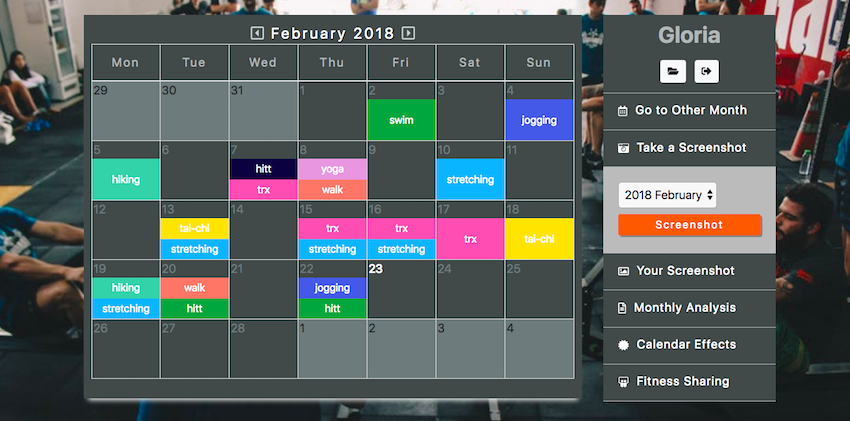 February 2018
Mon Tue Wed Thu Fri Sat Sun
29 30 31 1 2 3 4
swim jogging
5 6 7 8 9 10 11
hitt yoga
hiking stretching
trx walk
12 13 14 15 16 17 18
tai-chi trx trx
trx tai-chi
stretching stretching stretching
19 20 21 22 23 24 25
hiking walk jogging
stretching hitt hitt
26 27 28 1 2 3 4
Gloria
Go to Other Month
Take a Screenshot
2018 February
Screenshot
Your Screenshot
Monthly Analysis
Calendar Effects
Fitness Sharing